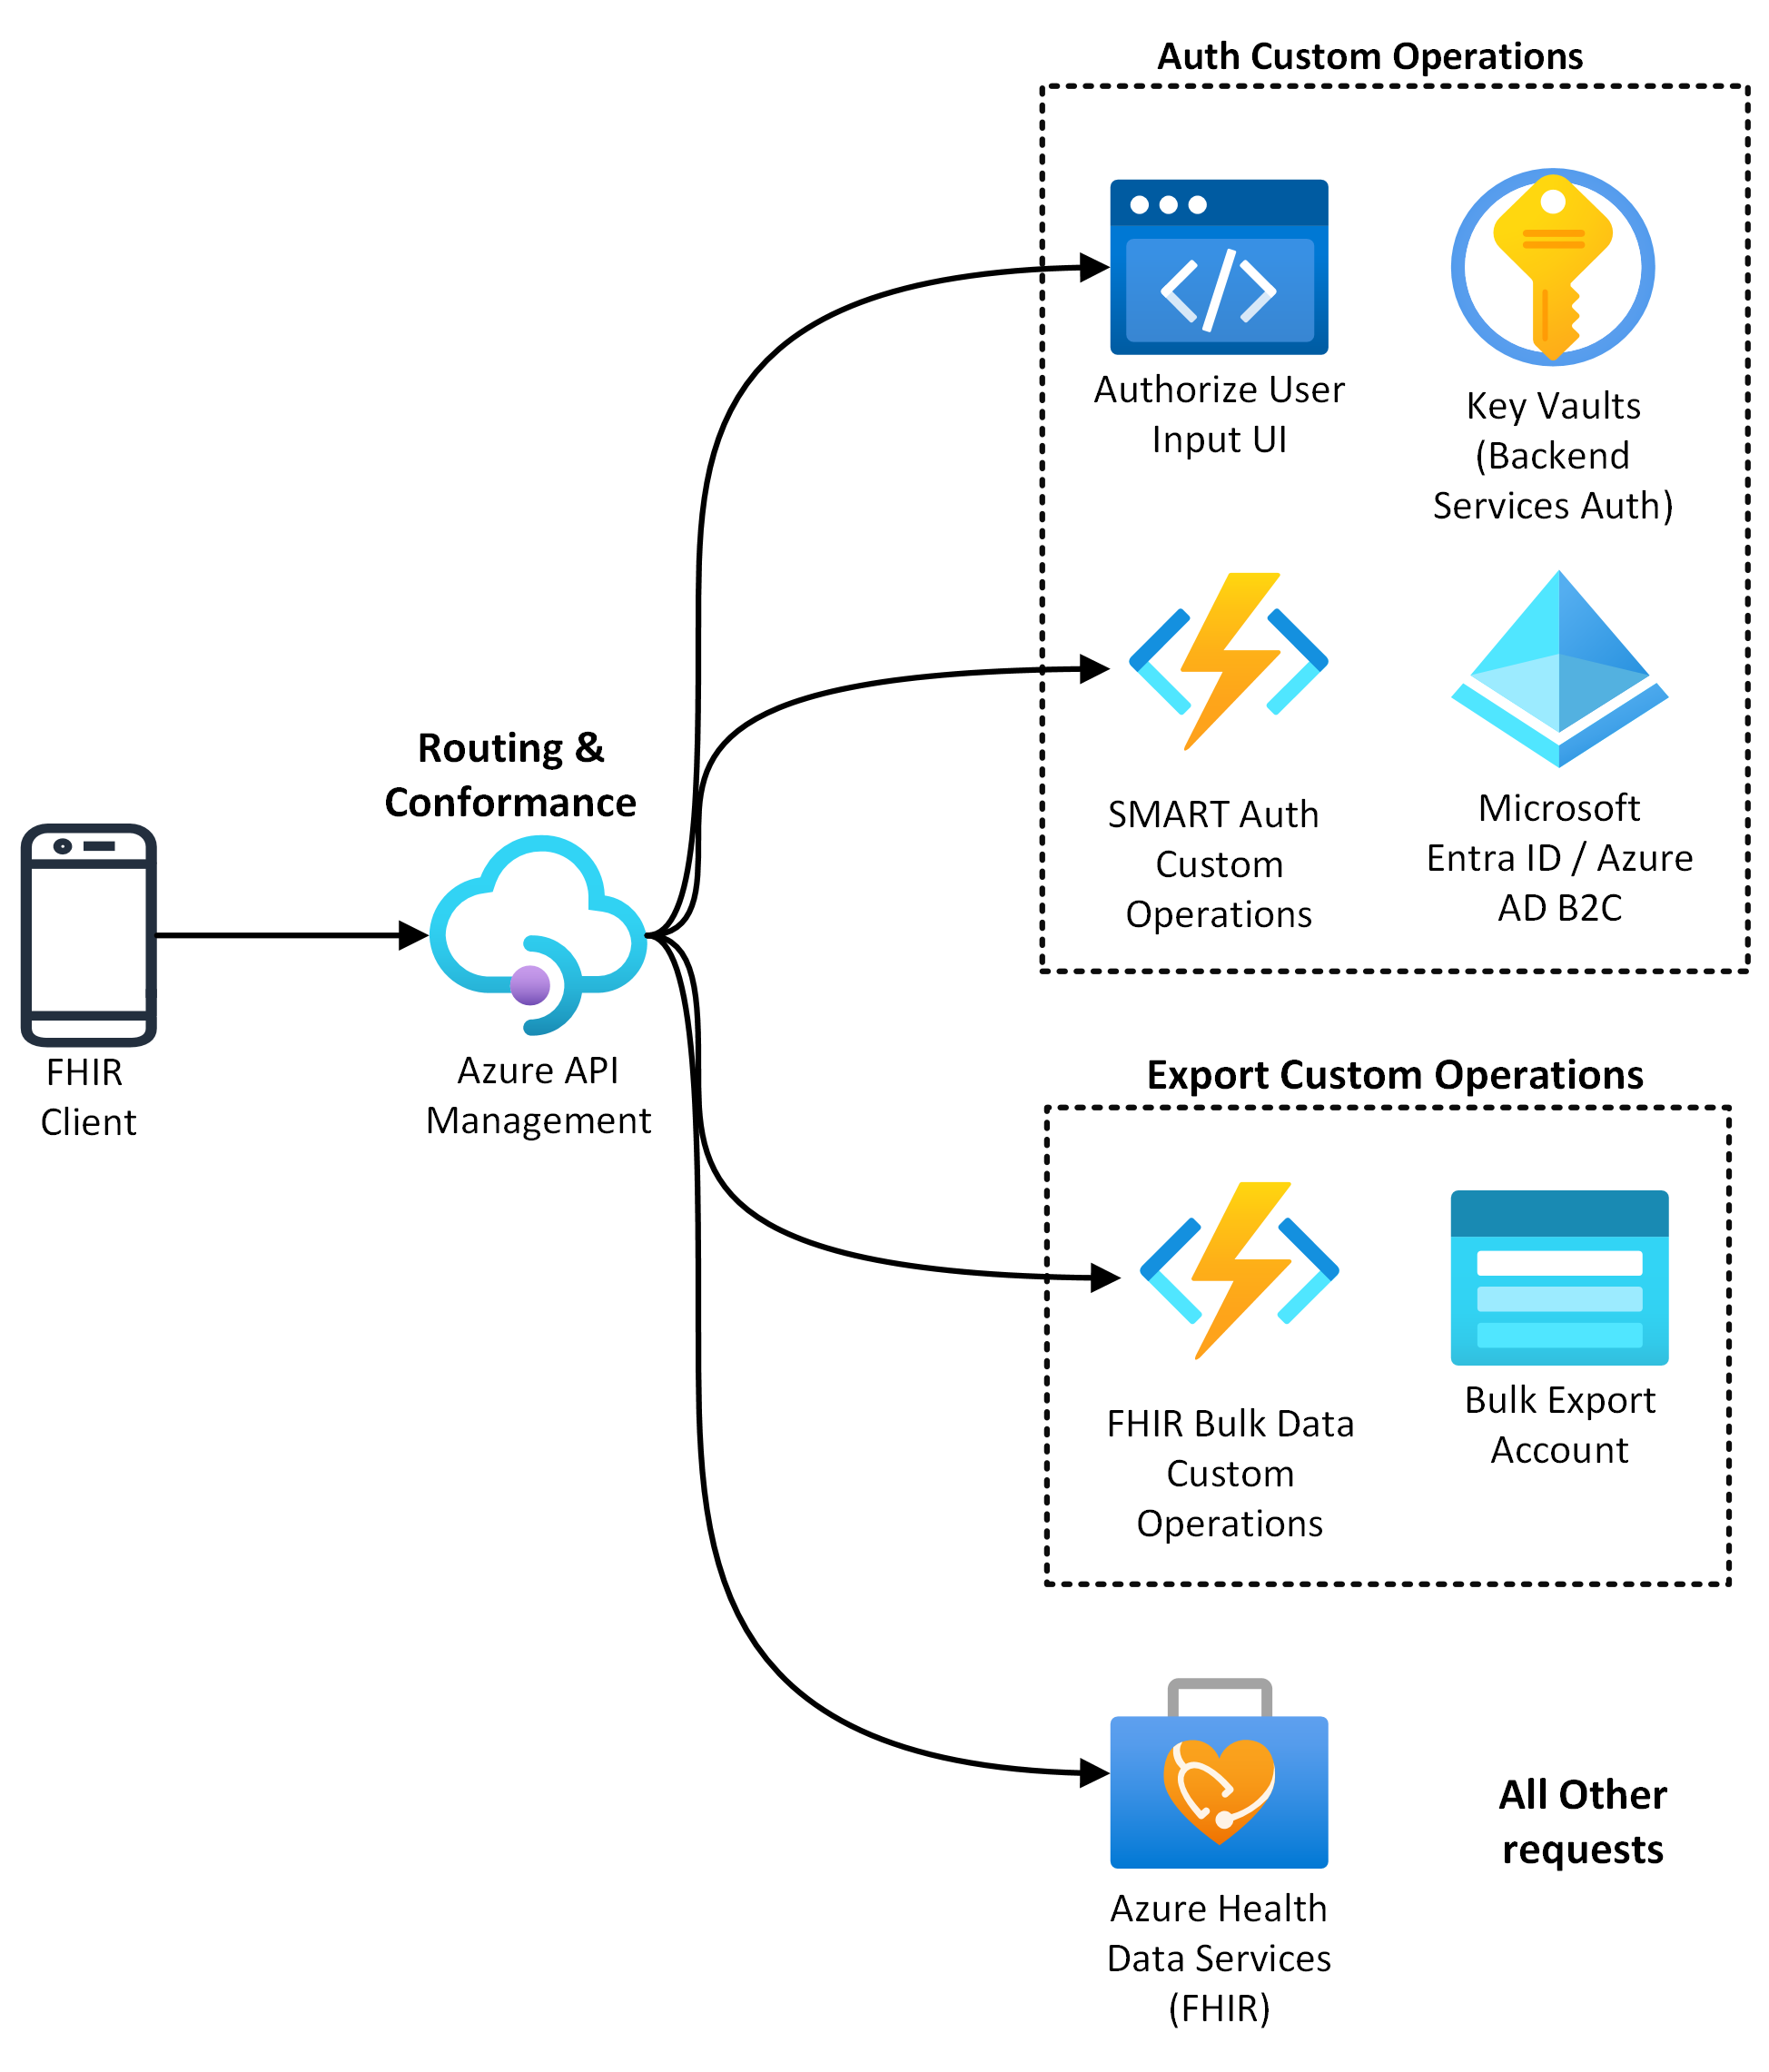 Auth Custom Operations
Authorize User
Input UI
Key Vaults
(Backend
Services Auth)
SMART Auth
Custom
Operations
Microsoft
Entra ID / Azure
AD B2C
Routing &
Conformance
FHIR
Client
Azure API
Management
Export Custom Operations
FHIR Bulk Data
Custom
Operations
Bulk Export
Account
Azure Health
Data Services
(FHIR)
All Other
requests